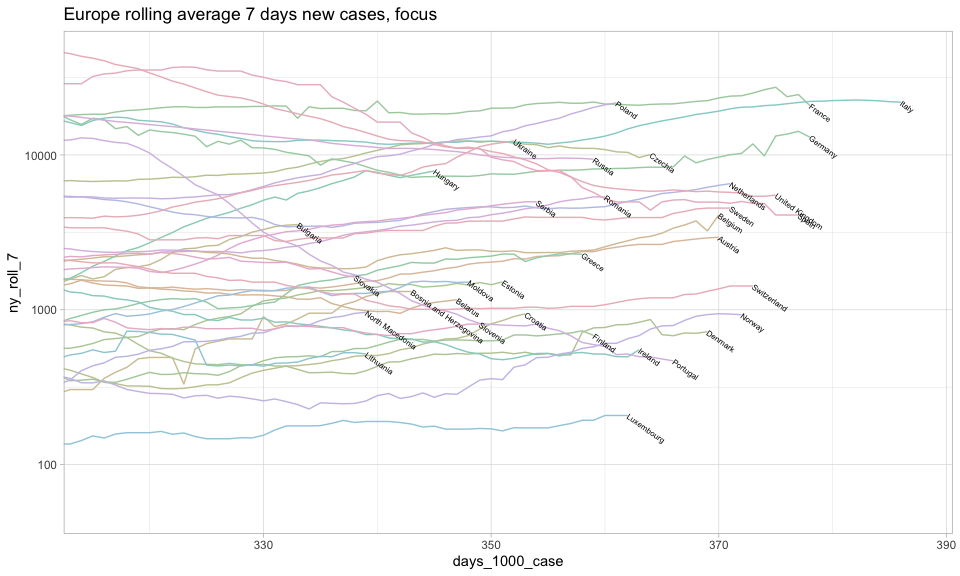 Europe rolling average 7 days new cases, focus
ny_roll_7
10000
1000
100
Italy
France
Poland
Germany
Ukraine
Russia
Czechia
Hungary
Netherlands
United Kingdom
Spain
Romania
Serbia
Sweden
Belgium
Bulgaria
Austria
Greece
Slovakia
Moldova
Estonia
Switzerland
Bosnia and Herzegovina
Belarus
North Macedonia
Croatia
Norway
Slovenia
Finland
Denmark
Lithuania
Ireland
Portugal
Luxembourg
330
350
370
390
days_1000_case